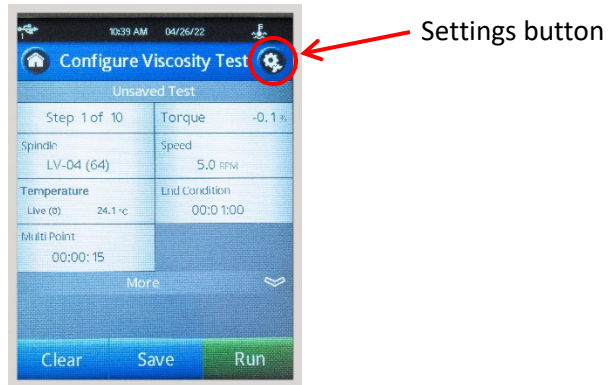 10:39 AM 04/26/22
Settings button
Configure Viscosity Test
Unsaved Test
Step 1 of 10
Torque -0.1 %
Spindle
LV-04 (64)
Speed
5.0 RPM
Temperature
Live (0) 24.1 °C
End Condition
00:01:00
Multi Point
00:00:15
More
Clear Save Run